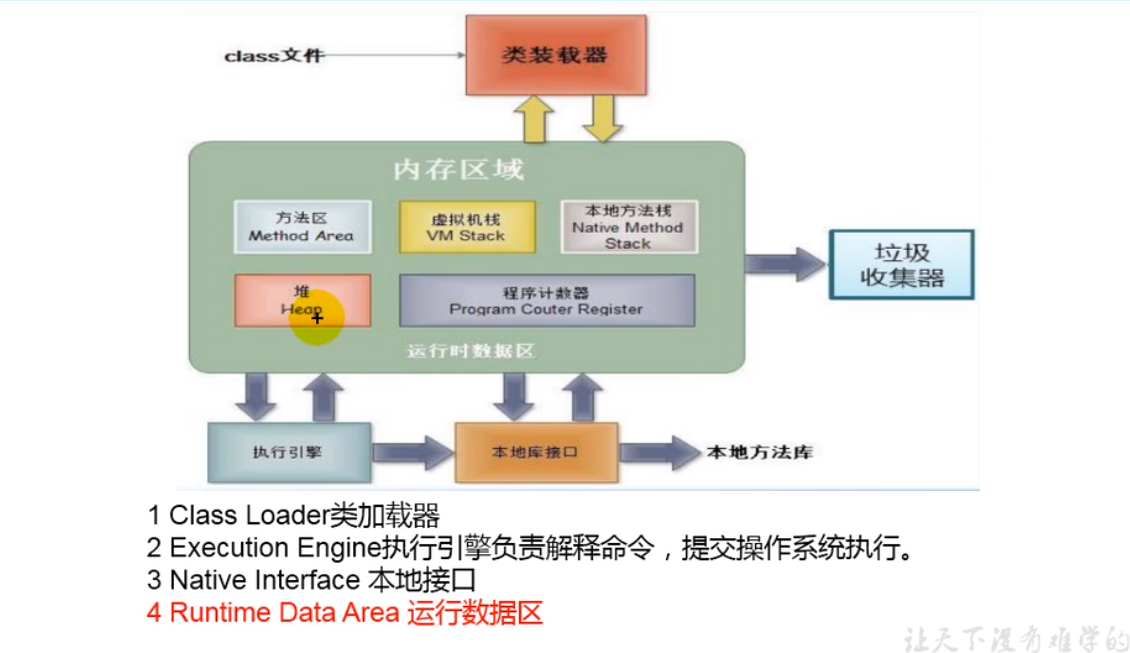 class文件
类装载器
内存区域
方法区
Method Area
虚拟机栈
VM Stack
本地方法栈
Native Method
Stack
堆
Heap
程序计数器
Program Couter Register
运行时数据区
垃圾
收集器
执行引擎
本地库接口
本地方法库
1 Class Loader类加载器
2 Execution Engine执行引擎负责解释命令，提交操作系统执行。
3 Native Interface 本地接口
4 Runtime Data Area 运行数据区
让天下没有难学的